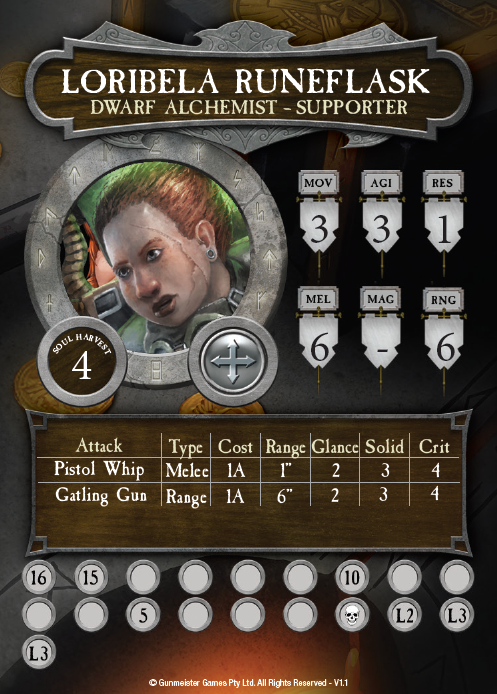 LORIBELA RUNEFLASK
DWARF ALCHEMIST - SUPPORTER
MOV AGI RES
3 3 1
MEL MAG RNG
6 - 6
SOUL HARVEST
4
Attack Type Cost Range Glance Solid Crit
Pistol Whip Melee 1A 1" 2 3 4
Gatling Gun Range 1A 6" 2 3 4
16 15 10
5 L2 L3
L3
© Gunmeister Games Pty Ltd. All Rights Reserved - V1.1